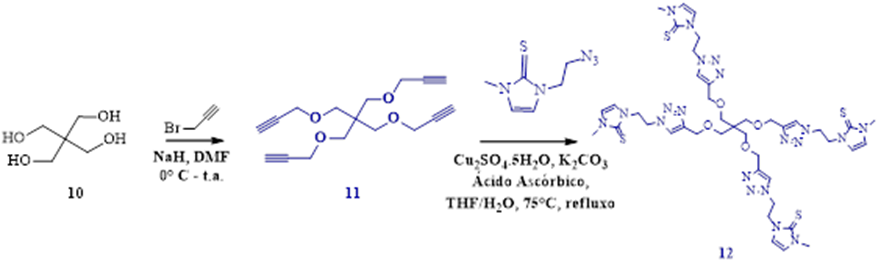 OH
HO
OH
HO
10
Br
NaH, DMF
0° C - t.a.
O
O
O
O
11
S
N
N
N₃
Cu₂SO₄.5H₂O, K₂CO₃
Ácido Ascórbico,
THF/H₂O, 75°C, refluxo
N
S
N
N
N
N
O
N
S
N
N
N
N
O
O
N
N
N
N
S
N
O
N
N
N
N
S
N
12